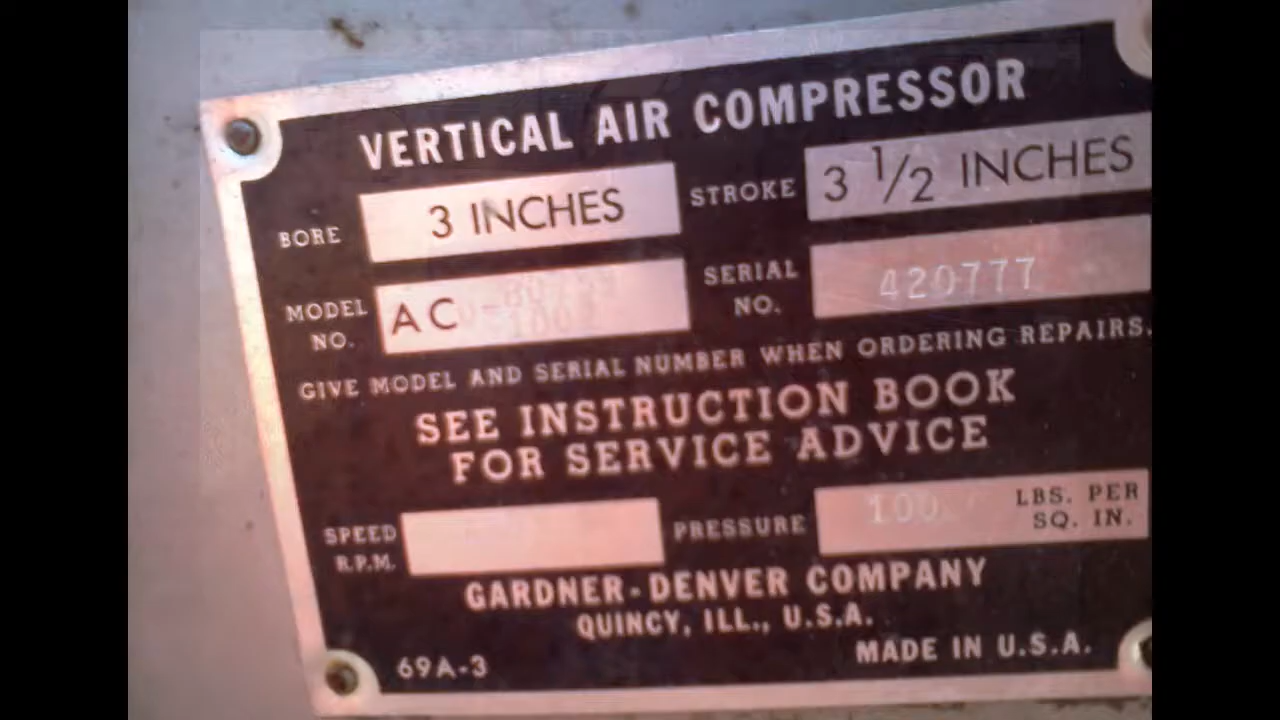 VERTICAL AIR COMPRESSOR
BORE 3 INCHES STROKE 3 1/2 INCHES
MODEL NO. AC SERIAL NO. 420777
GIVE MODEL AND SERIAL NUMBER WHEN ORDERING REPAIRS.
SEE INSTRUCTION BOOK
FOR SERVICE ADVICE
SPEED R.P.M. PRESSURE 100 LBS. PER SQ. IN.
GARDNER-DENVER COMPANY
QUINCY, ILL., U.S.A.
MADE IN U.S.A.
69A-3